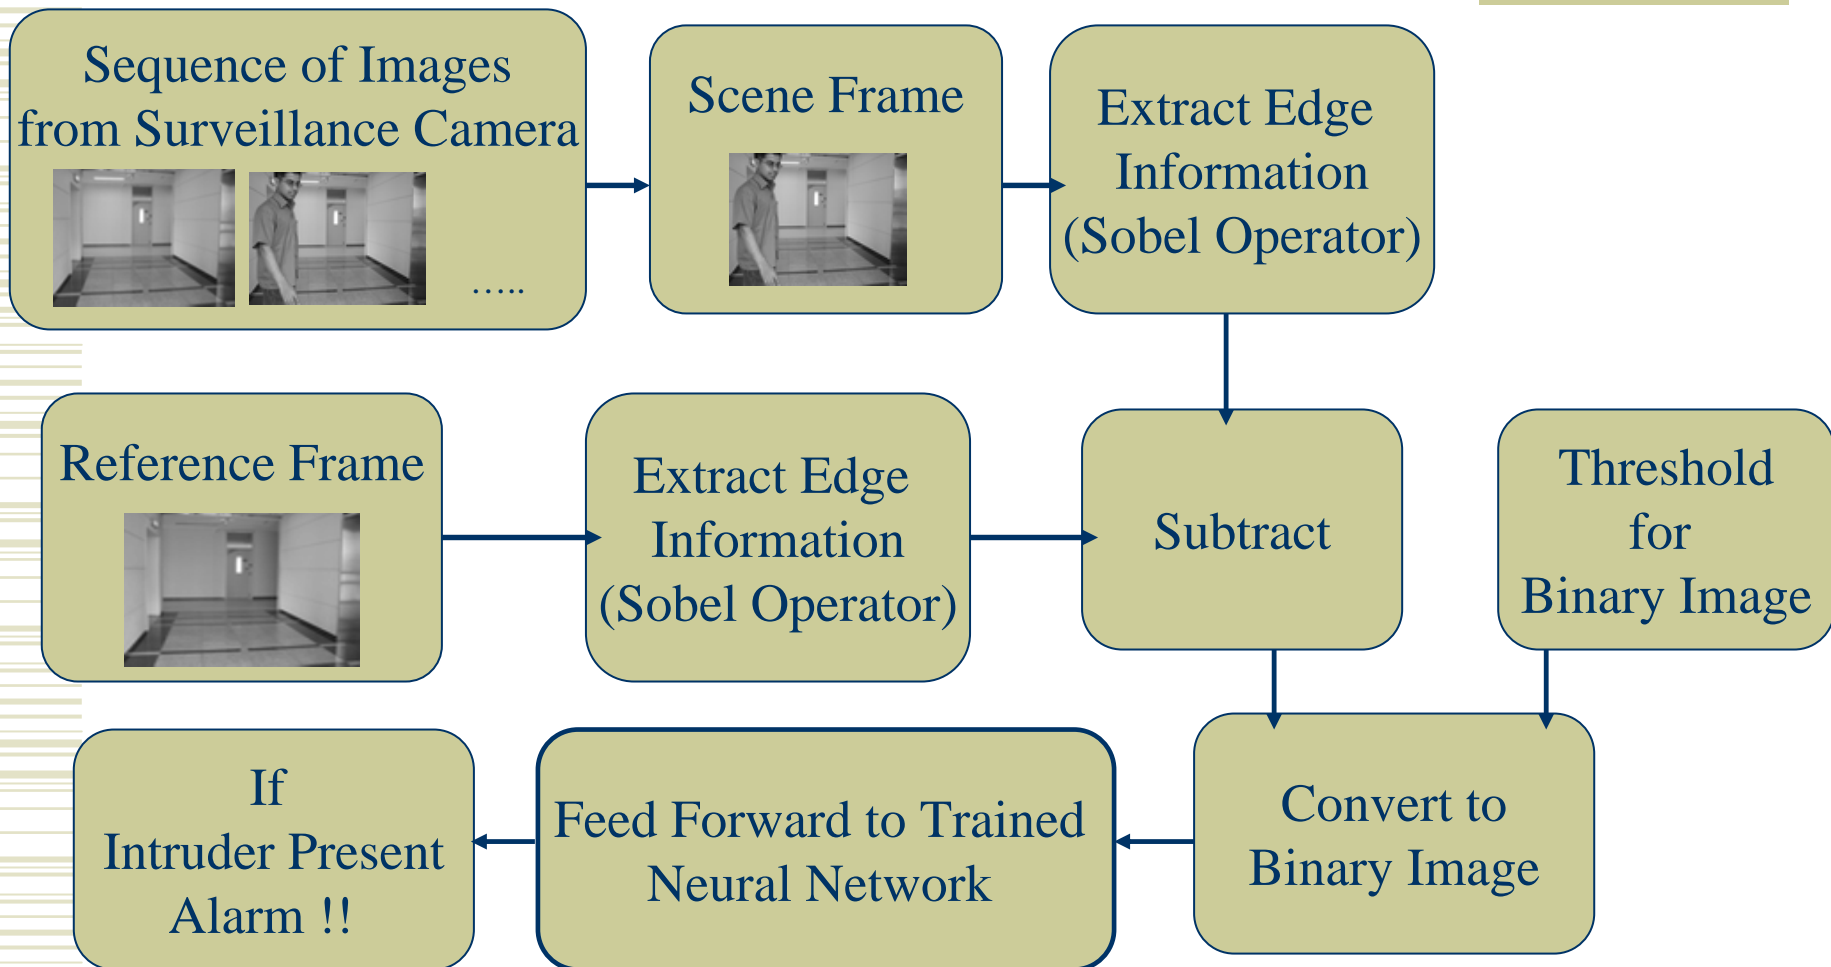 Sequence of Images
from Surveillance Camera
.....
Scene Frame
Extract Edge
Information
(Sobel Operator)
Reference Frame
Extract Edge
Information
(Sobel Operator)
Subtract
Threshold
for
Binary Image
If
Intruder Present
Alarm !!
Feed Forward to Trained
Neural Network
Convert to
Binary Image